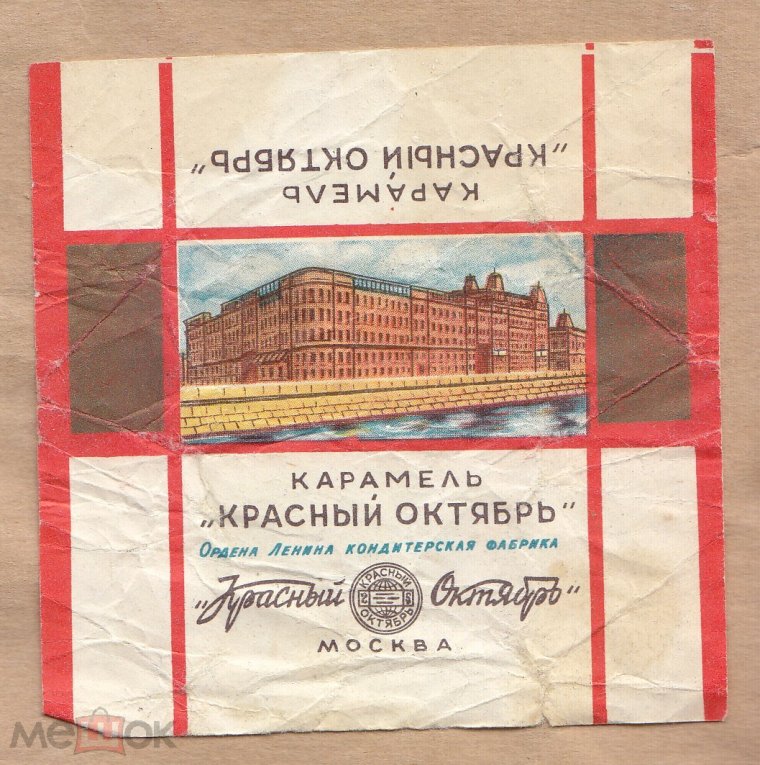 КАРАМЕЛЬ
„КРАСНЫЙ ОКТЯБРЬ"
КАРАМЕЛЬ
„КРАСНЫЙ ОКТЯБРЬ"
ОРДЕНА ЛЕНИНА КОНДИТЕРСКАЯ ФАБРИКА
„Красный Октябрь"
КРАСНЫЙ
ОКТЯБРЬ
МОСКВА
мешок